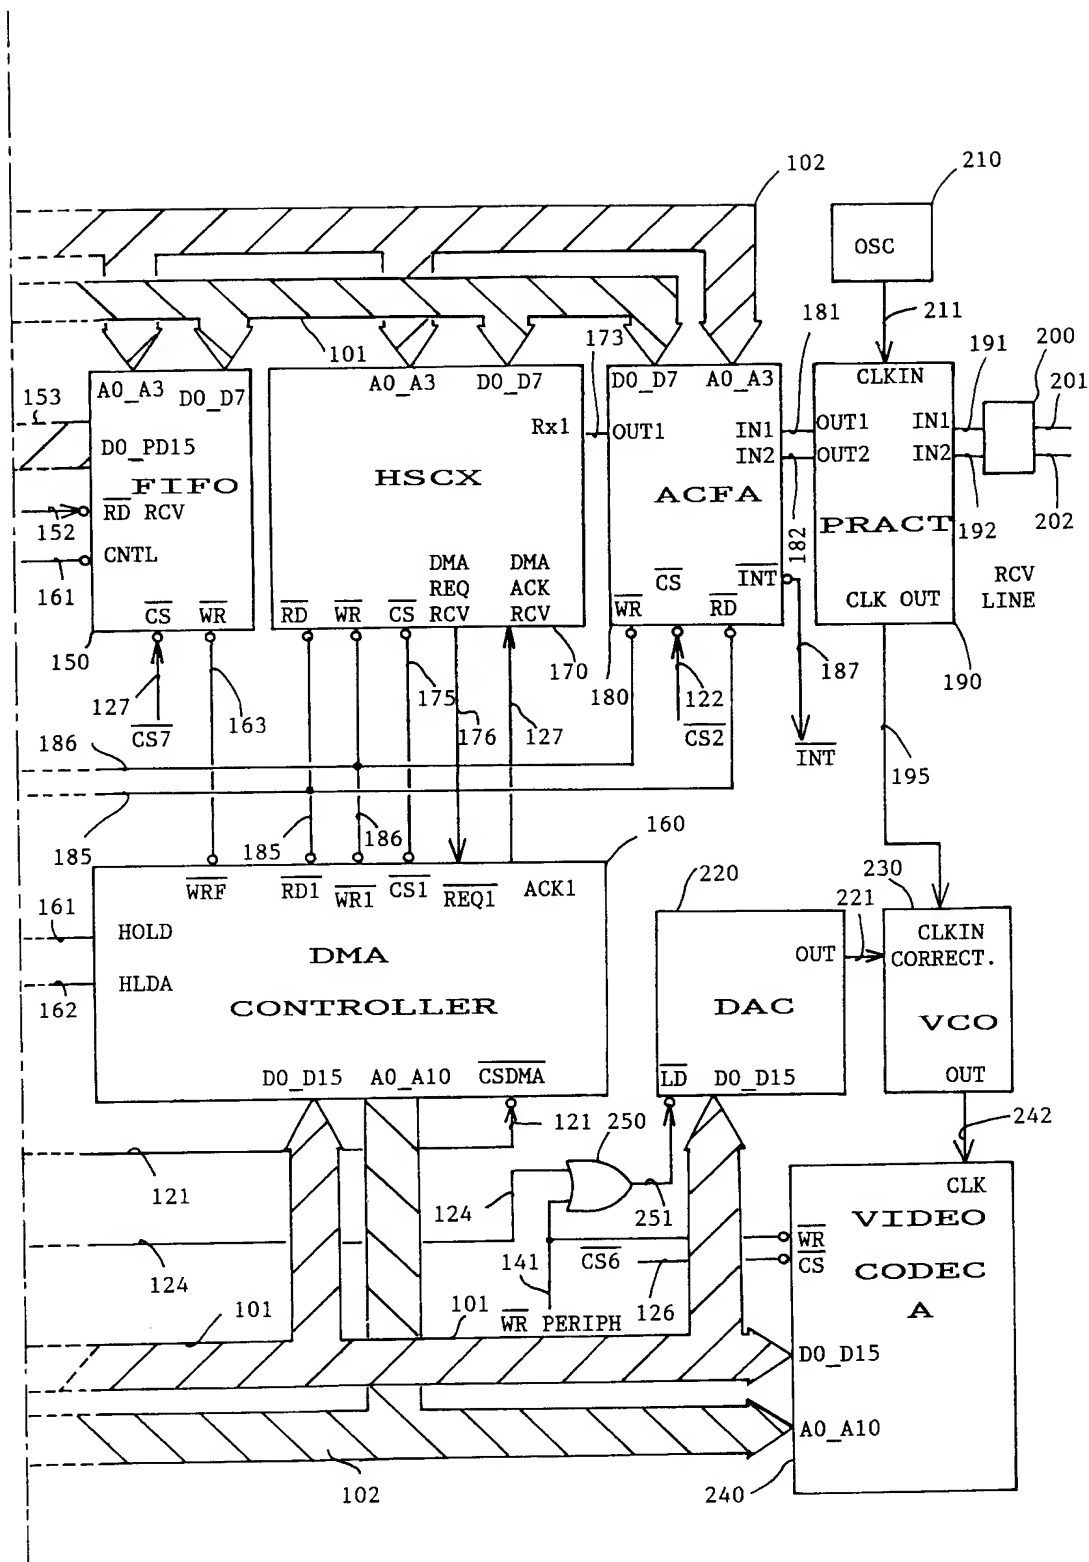 102
210
OSC
211
101
173
181
191
200
201
153
A0_A3
D0_D7
A0_A3
D0_D7
D0_D7
A0_A3
CLKIN
D0_PD15
Rx1
OUT1
IN1
OUT1
IN1
IN2
OUT2
IN2
FIFO
HSCX
ACFA
PRACT
152
RD RCV
182
192
202
161
CNTL
DMA
REQ
RCV
DMA
ACK
RCV
CS
INT
RCV
LINE
CS
WR
RD
WR
CS
WR
RD
CLK OUT
150
170
180
187
190
127
163
175
176
127
122
CS7
CS2
INT
186
195
185
185
186
160
WRF
RD1
WR1
CS1
REQ1
ACK1
220
230
221
161
HOLD
CLKIN
CORRECT.
162
HLDA
DMA
CONTROLLER
OUT
DAC
VCO
D0_D15
A0_A10
CSDMA
LD
D0_D15
OUT
121
250
242
121
124
251
CLK
VIDEO
CODEC
A
124
141
CS6
126
WR
CS
101
101
WR PERIPH
D0_D15
A0_A10
102
240